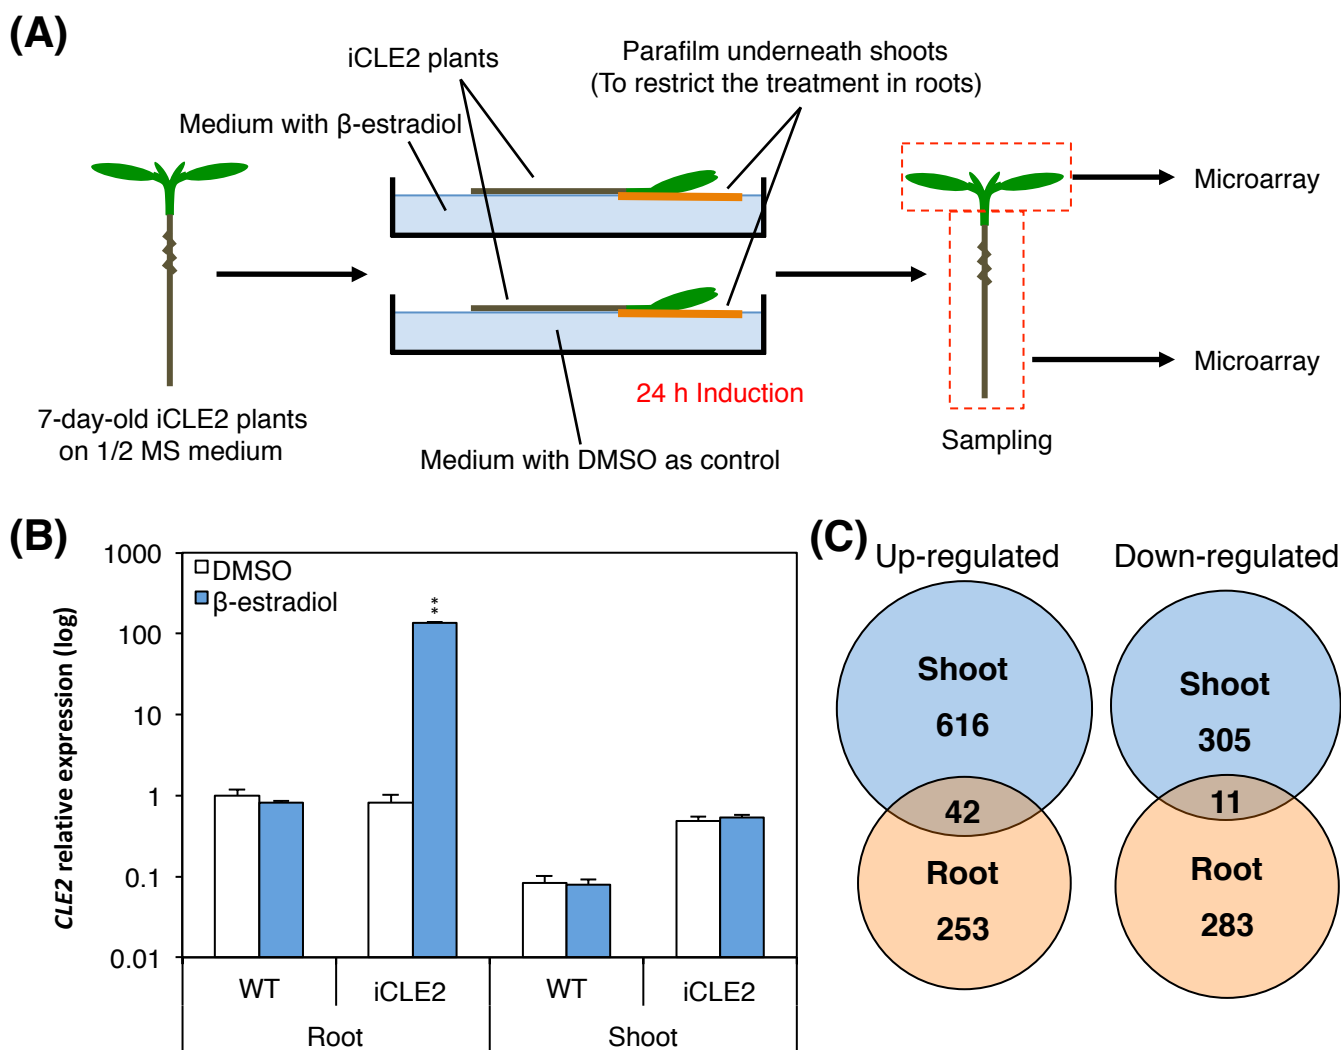 (A)
iCLE2 plants
Parafilm underneath shoots
(To restrict the treatment in roots)
Medium with β-estradiol
Microarray
Microarray
24 h Induction
7-day-old iCLE2 plants
on 1/2 MS medium
Medium with DMSO as control
Sampling
(B)
CLE2 relative expression (log)
1000
100
10
1
0.1
0.01
DMSO
β-estradiol
**
WT
iCLE2
WT
iCLE2
Root
Shoot
(C)
Up-regulated
Down-regulated
Shoot
616
42
Root
253
Shoot
305
11
Root
283